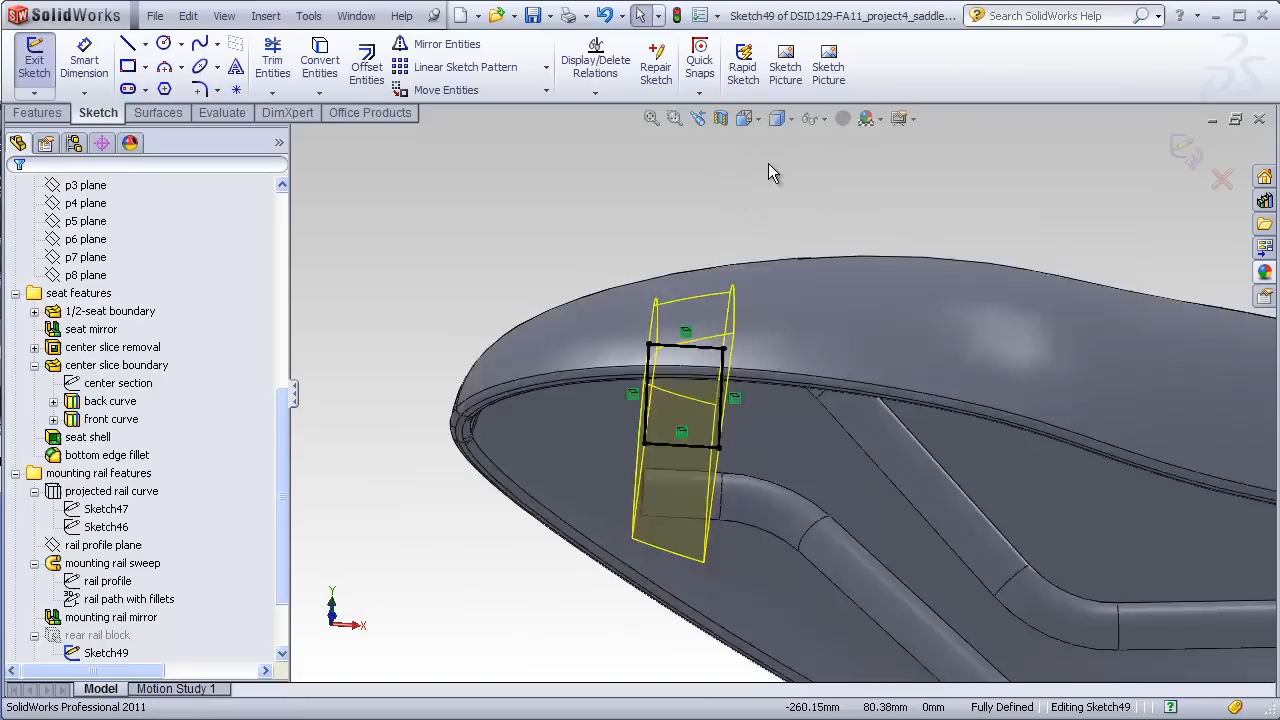 SolidWorks File Edit View Insert Tools Window Help Sketch49 of DSID129-FA11_project4_saddle... Search SolidWorks Help
Exit Sketch Smart Dimension Trim Entities Convert Entities Offset Entities Mirror Entities Linear Sketch Pattern Move Entities Display/Delete Relations Repair Sketch Quick Snaps Rapid Sketch Sketch Picture Sketch Picture
Features Sketch Surfaces Evaluate DimXpert Office Products
p3 plane
p4 plane
p5 plane
p6 plane
p7 plane
p8 plane
seat features
1/2-seat boundary
seat mirror
center slice removal
center slice boundary
center section
back curve
front curve
seat shell
bottom edge fillet
mounting rail features
projected rail curve
Sketch47
Sketch46
rail profile plane
mounting rail sweep
rail profile
rail path with fillets
mounting rail mirror
rear rail block
Sketch49
Y
X
Model Motion Study 1
SolidWorks Professional 2011 -260.15mm 80.38mm 0mm Fully Defined Editing Sketch49